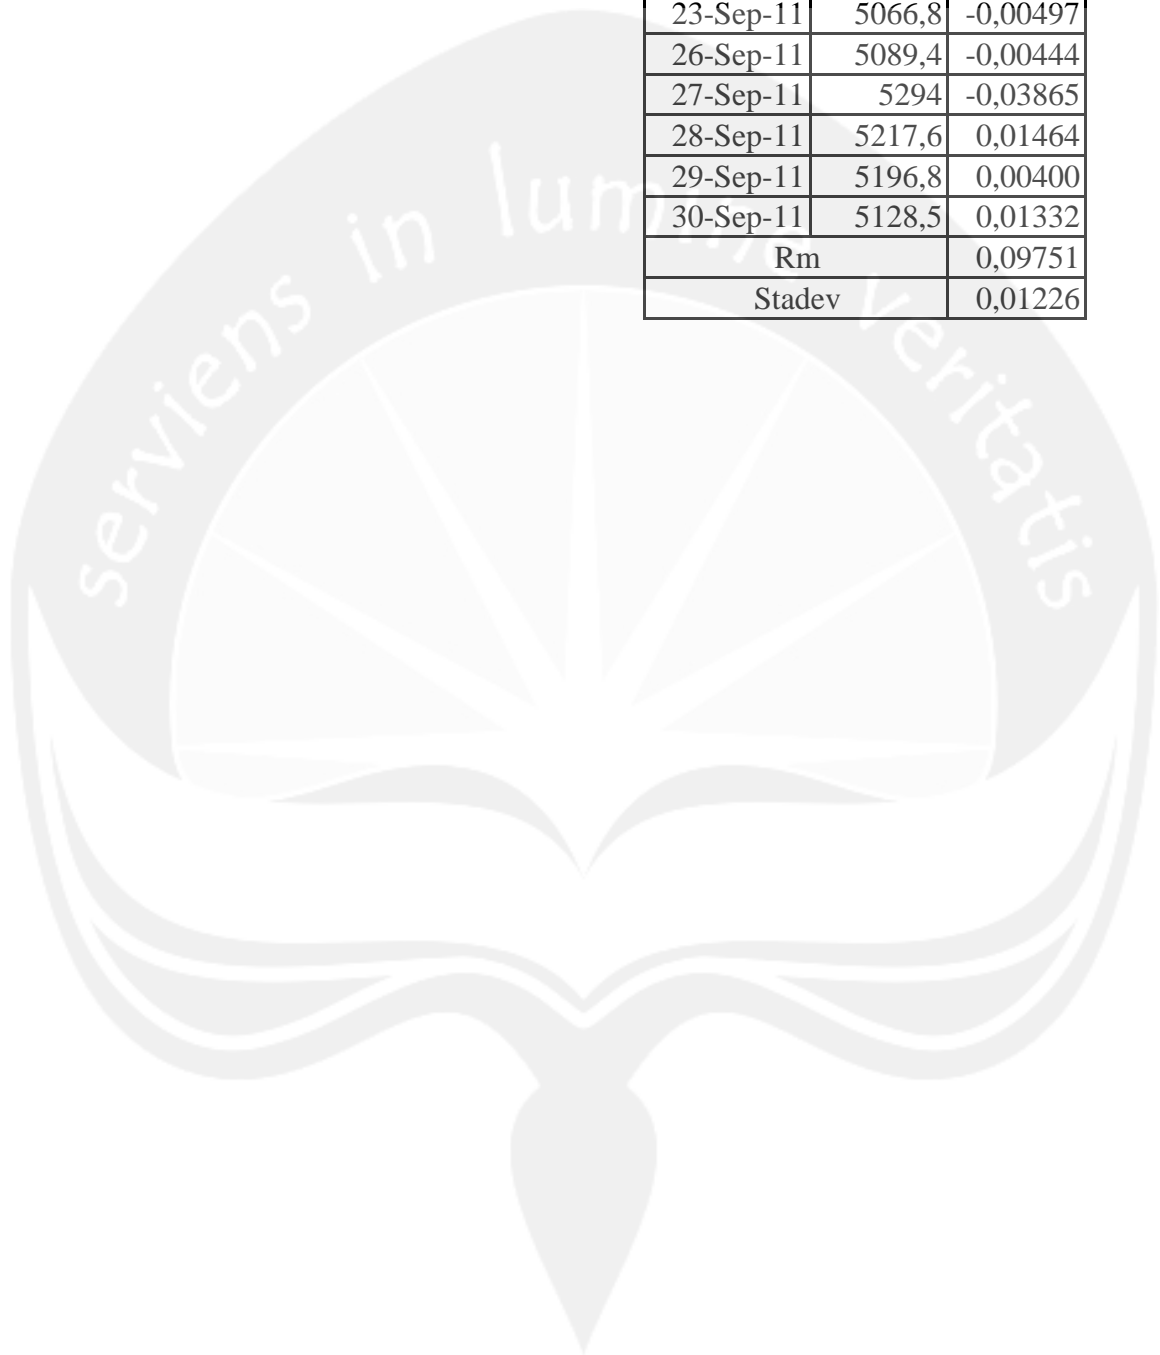 23-Sep-11 5066,8 -0,00497
26-Sep-11 5089,4 -0,00444
27-Sep-11 5294 -0,03865
28-Sep-11 5217,6 0,01464
29-Sep-11 5196,8 0,00400
30-Sep-11 5128,5 0,01332
Rm 0,09751
Stadev 0,01226
serviens in lumine veritatis